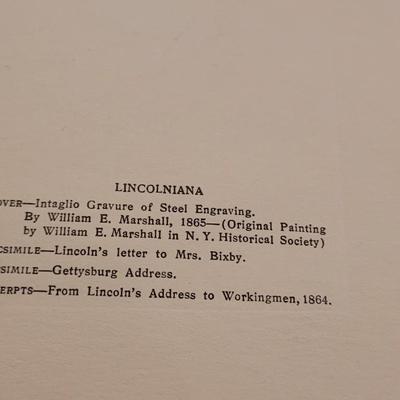 LINCOLNIANA
OVER—Intaglio Gravure of Steel Engraving.
By William E. Marshall, 1865—(Original Painting
by William E. Marshall in N. Y. Historical Society)
CSIMILE—Lincoln's letter to Mrs. Bixby.
SIMILE—Gettysburg Address.
ERPTS—From Lincoln's Address to Workingmen, 1864.